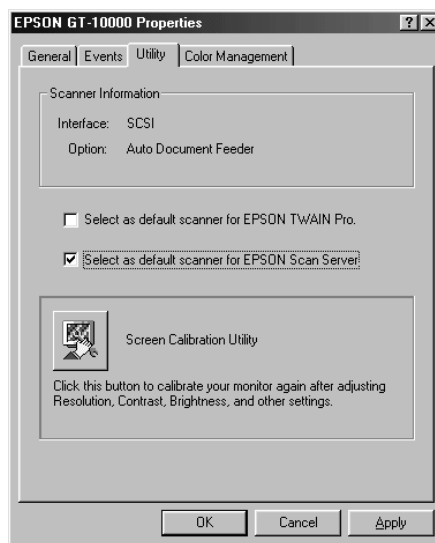 EPSON GT-10000 Properties
General Events Utility Color Management
Scanner Information
Interface: SCSI
Option: Auto Document Feeder
Select as default scanner for EPSON TWAIN Pro.
Select as default scanner for EPSON Scan Server
Screen Calibration Utility
Click this button to calibrate your monitor again after adjusting
Resolution, Contrast, Brightness, and other settings.
OK Cancel Apply